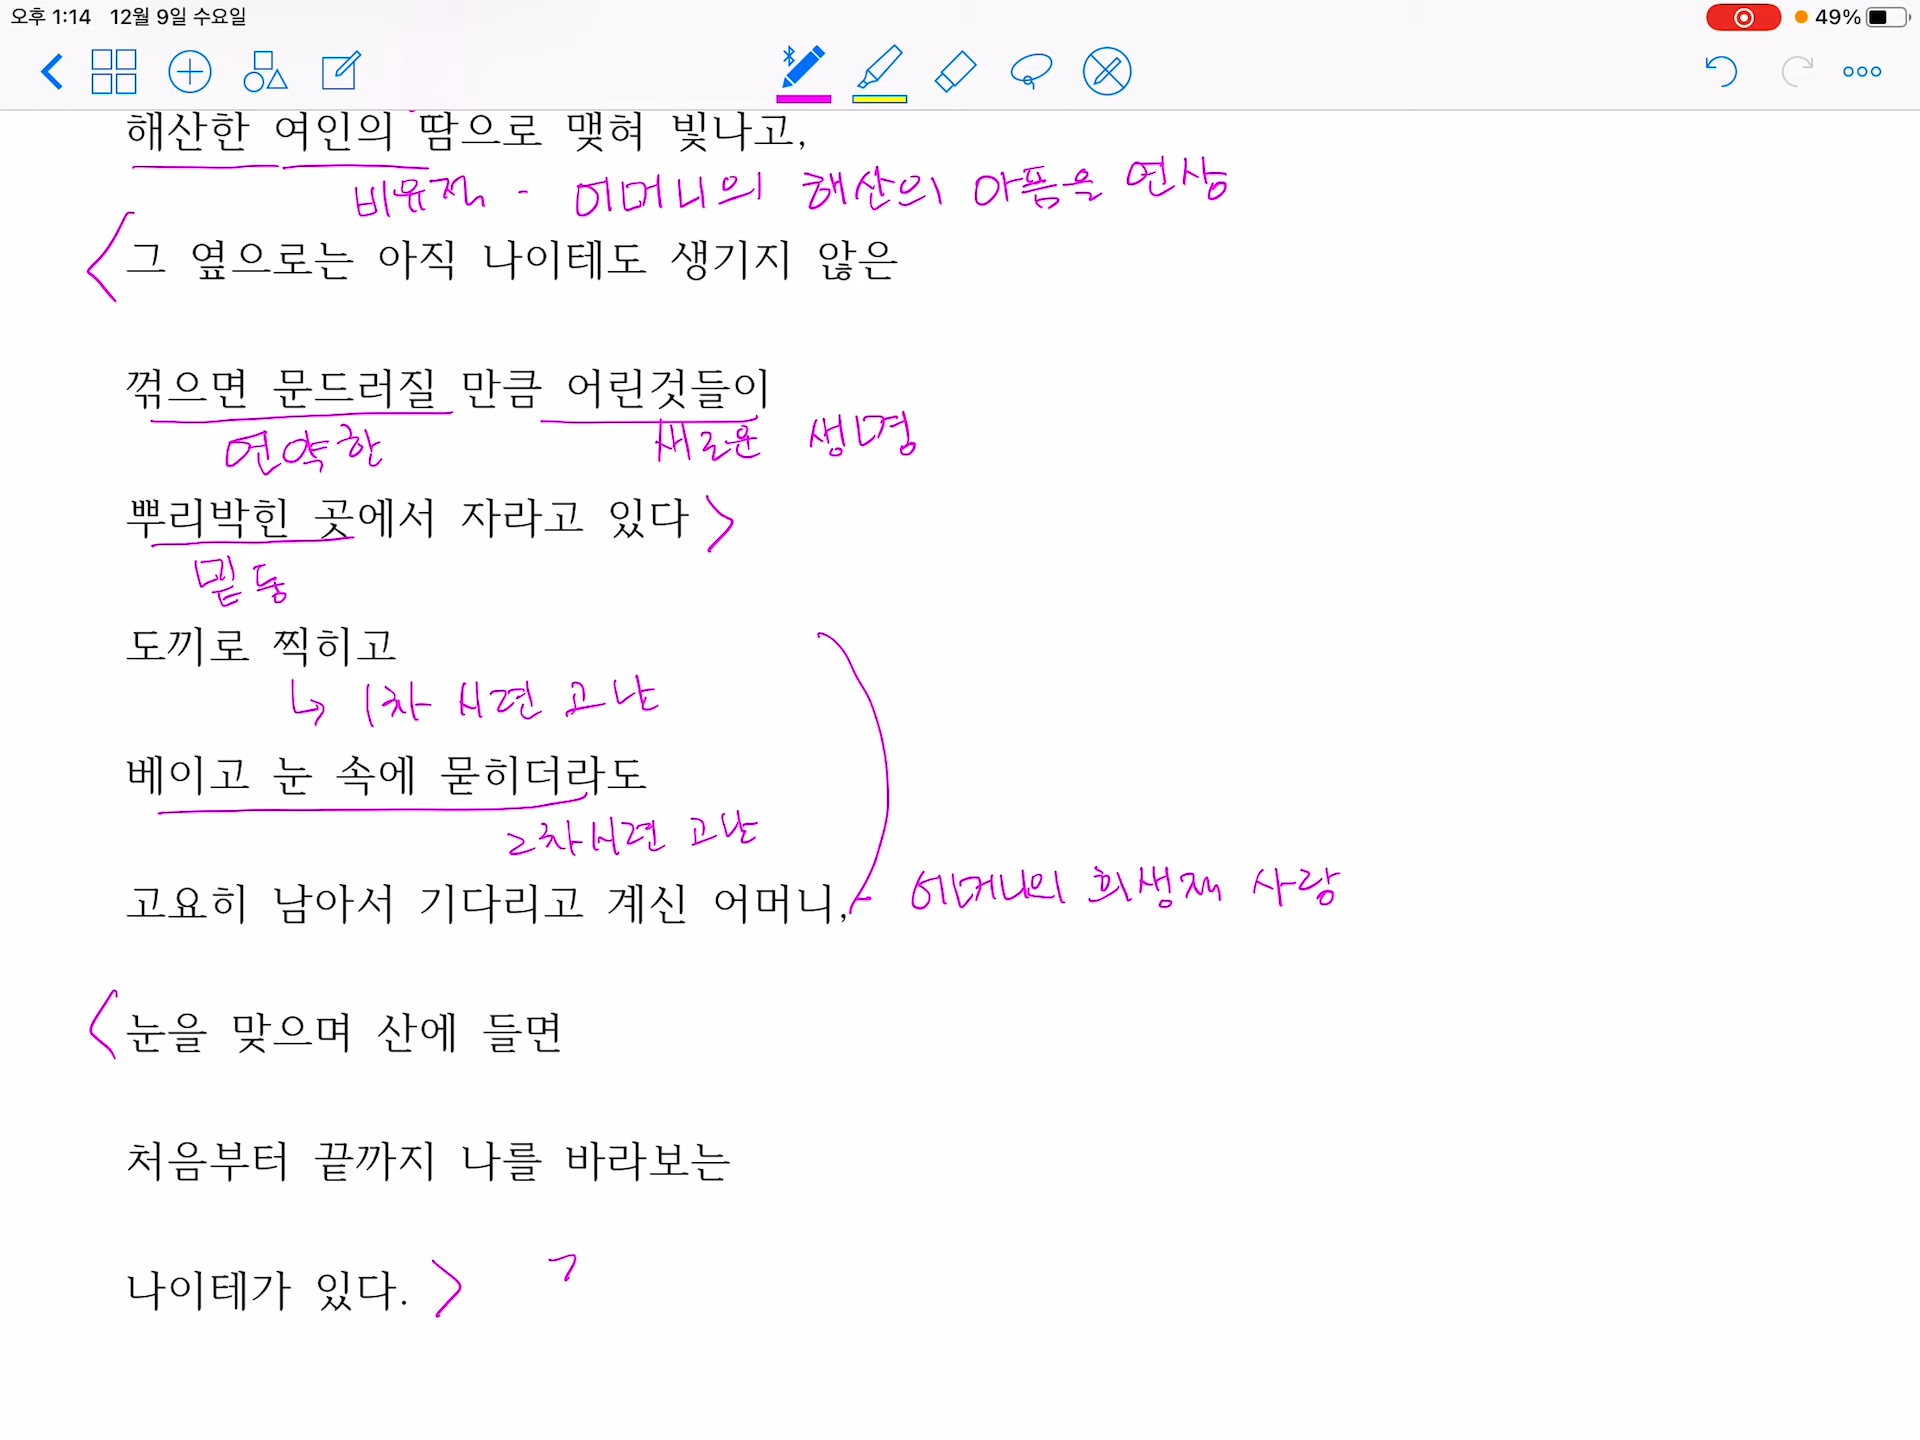 오후 1:14 12월 9일 수요일 49%
해산한 여인의 땀으로 맺혀 빛나고,
비유적 - 어머니의 해산의 아픔을 연상
그 옆으로는 아직 나이테도 생기지 않은
꺾으면 문드러질 만큼 어린것들이
연약한 새로운 생명
뿌리박힌 곳에서 자라고 있다
밑동
도끼로 찍히고
↳ 1차 시련 고난
베이고 눈 속에 묻히더라도
2차 시련 고난
고요히 남아서 기다리고 계신 어머니,
어머니의 희생적 사랑
눈을 맞으며 산에 들면
처음부터 끝까지 나를 바라보는
나이테가 있다.